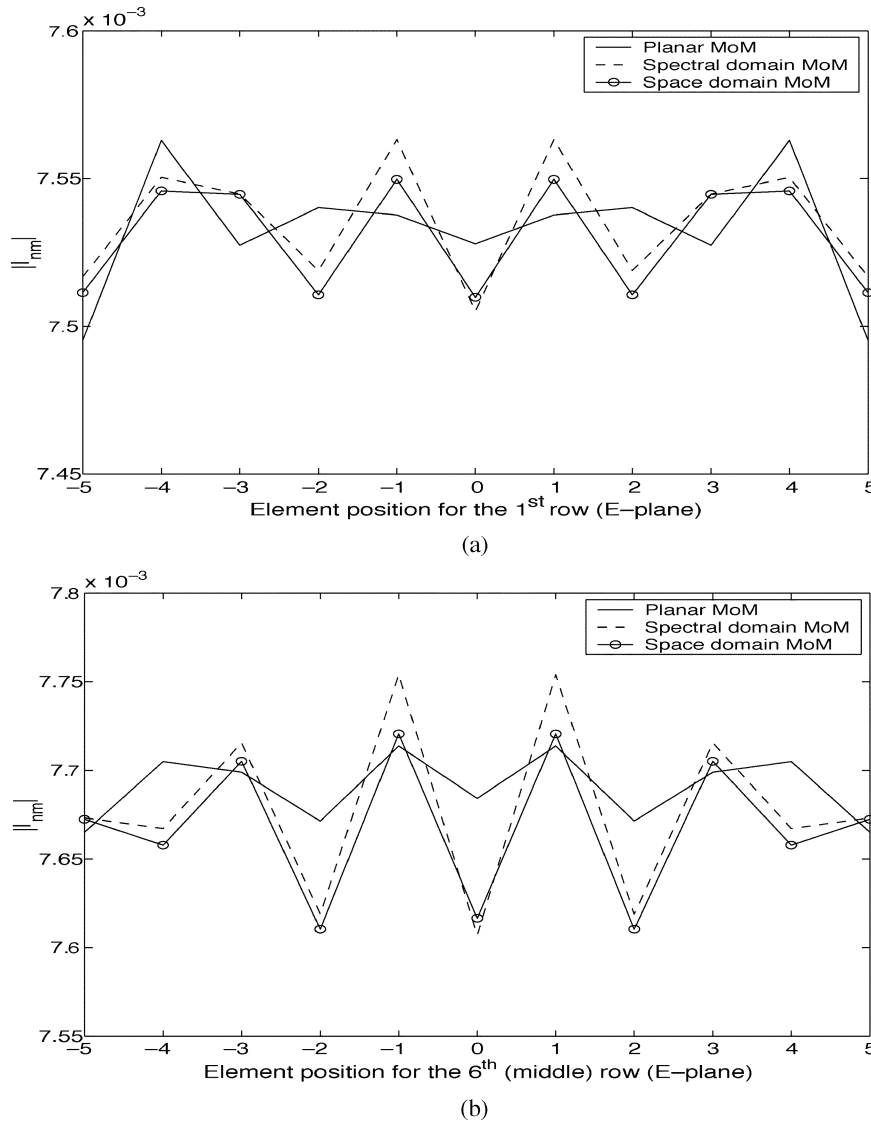 × 10⁻³
7.6
Planar MoM
Spectral domain MoM
Space domain MoM
7.55
|Iₙₘ|
7.5
7.45
−5 −4 −3 −2 −1 0 1 2 3 4 5
Element position for the 1ˢᵗ row (E−plane)
(a)
× 10⁻³
7.8
Planar MoM
Spectral domain MoM
Space domain MoM
7.75
7.7
|Iₙₘ|
7.65
7.6
7.55
−5 −4 −3 −2 −1 0 1 2 3 4 5
Element position for the 6ᵗʰ (middle) row (E−plane)
(b)